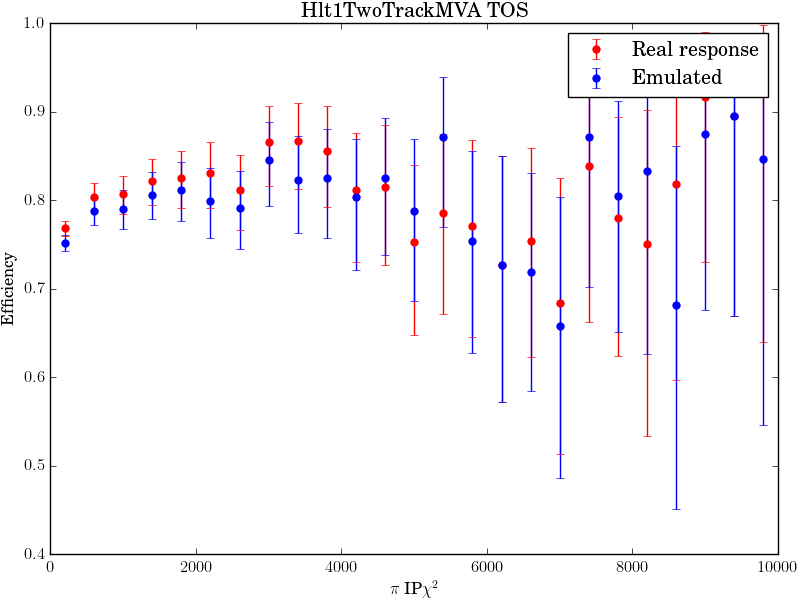 Hlt1TwoTrackMVA TOS
Real response
Emulated
Efficiency
1.0
0.9
0.8
0.7
0.6
0.5
0.4
0 2000 4000 6000 8000 10000
π IPχ²